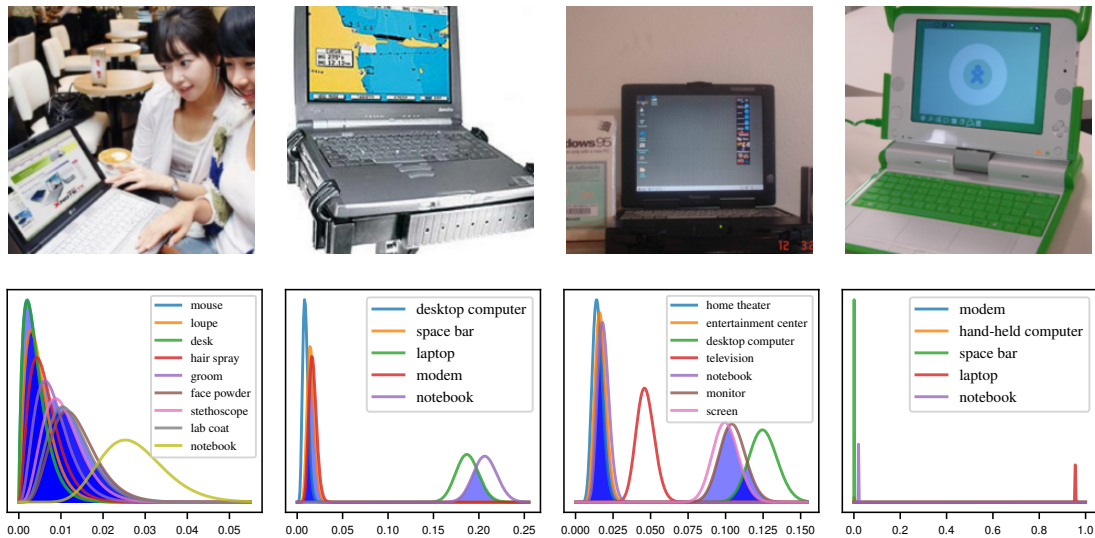 dows95
12 3
mouse
loupe
desk
hair spray
groom
face powder
stethoscope
lab coat
notebook
0.00 0.01 0.02 0.03 0.04 0.05
desktop computer
space bar
laptop
modem
notebook
0.00 0.05 0.10 0.15 0.20 0.25
home theater
entertainment center
desktop computer
television
notebook
monitor
screen
0.000 0.025 0.050 0.075 0.100 0.125 0.150
modem
hand-held computer
space bar
laptop
notebook
0.0 0.2 0.4 0.6 0.8 1.0